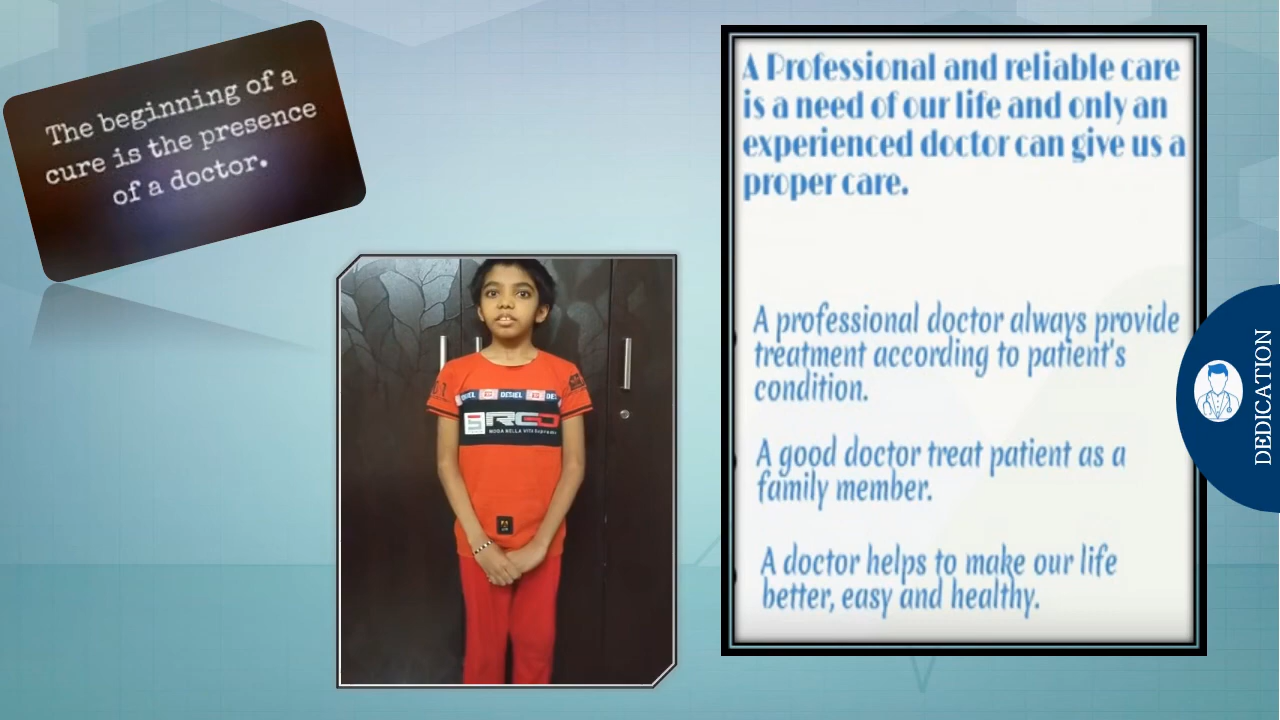 The beginning of a
cure is the presence
of a doctor.
A Professional and reliable care
is a need of our life and only an
experienced doctor can give us a
proper care.
A professional doctor always provide
treatment according to patient's
condition.
A good doctor treat patient as a
family member.
A doctor helps to make our life
better, easy and healthy.
DEDICATION
DESIEL